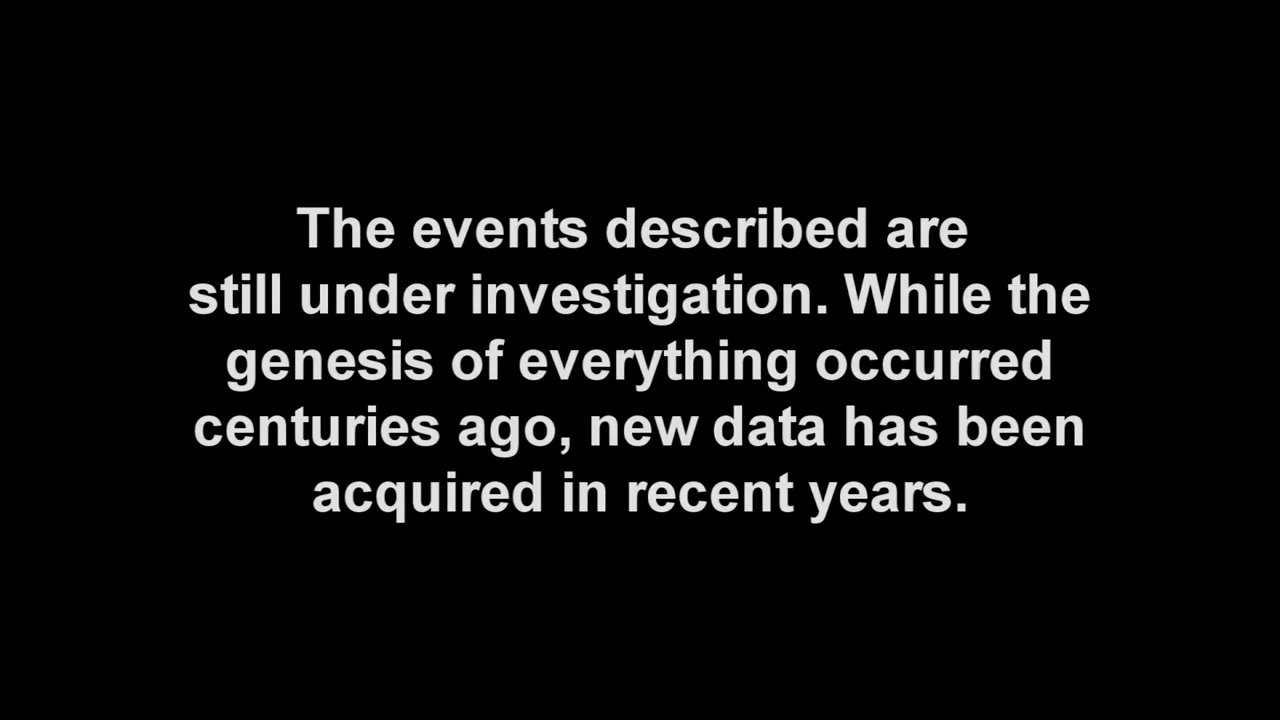 The events described are
still under investigation. While the
genesis of everything occurred
centuries ago, new data has been
acquired in recent years.